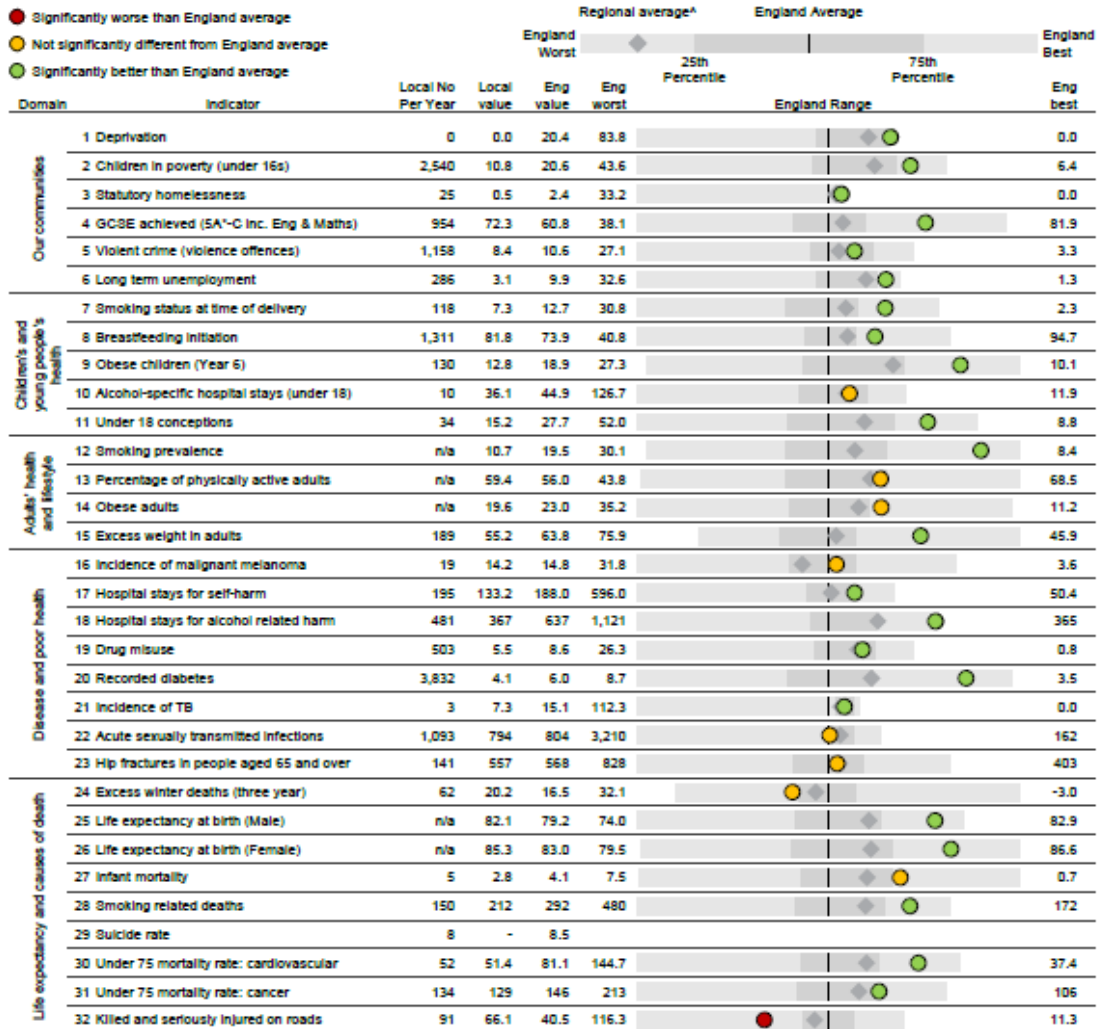 Significantly worse than England average
Not significantly different from England average
Significantly better than England average
Regional average^ England Average
England Worst England Best
25th Percentile 75th Percentile
Domain Indicator Local No Per Year Local value Eng value Eng worst England Range Eng best
Our communities
1 Deprivation 0 0.0 20.4 83.8 0.0
2 Children in poverty (under 16s) 2,540 10.8 20.6 43.6 6.4
3 Statutory homelessness 25 0.5 2.4 33.2 0.0
4 GCSE achieved (5A*-C inc. Eng & Maths) 954 72.3 60.8 38.1 81.9
5 Violent crime (violence offences) 1,158 8.4 10.6 27.1 3.3
6 Long term unemployment 286 3.1 9.9 32.6 1.3
Children's and young people's health
7 Smoking status at time of delivery 118 7.3 12.7 30.8 2.3
8 Breastfeeding initiation 1,311 81.8 73.9 40.8 94.7
9 Obese children (Year 6) 130 12.8 18.9 27.3 10.1
10 Alcohol-specific hospital stays (under 18) 10 36.1 44.9 126.7 11.9
11 Under 18 conceptions 34 15.2 27.7 52.0 8.8
Adults' health and lifestyle
12 Smoking prevalence n/a 10.7 19.5 30.1 8.4
13 Percentage of physically active adults n/a 59.4 56.0 43.8 68.5
14 Obese adults n/a 19.6 23.0 35.2 11.2
15 Excess weight in adults 189 55.2 63.8 75.9 45.9
Disease and poor health
16 Incidence of malignant melanoma 19 14.2 14.8 31.8 3.6
17 Hospital stays for self-harm 195 133.2 188.0 596.0 50.4
18 Hospital stays for alcohol related harm 481 367 637 1,121 365
19 Drug misuse 503 5.5 8.6 26.3 0.8
20 Recorded diabetes 3,832 4.1 6.0 8.7 3.5
21 Incidence of TB 3 7.3 15.1 112.3 0.0
22 Acute sexually transmitted infections 1,093 794 804 3,210 162
23 Hip fractures in people aged 65 and over 141 557 568 828 403
Life expectancy and causes of death
24 Excess winter deaths (three year) 62 20.2 16.5 32.1 -3.0
25 Life expectancy at birth (Male) n/a 82.1 79.2 74.0 82.9
26 Life expectancy at birth (Female) n/a 85.3 83.0 79.5 86.6
27 Infant mortality 5 2.8 4.1 7.5 0.7
28 Smoking related deaths 150 212 292 480 172
29 Suicide rate 8 - 8.5
30 Under 75 mortality rate: cardiovascular 52 51.4 81.1 144.7 37.4
31 Under 75 mortality rate: cancer 134 129 146 213 106
32 Killed and seriously injured on roads 91 66.1 40.5 116.3 11.3